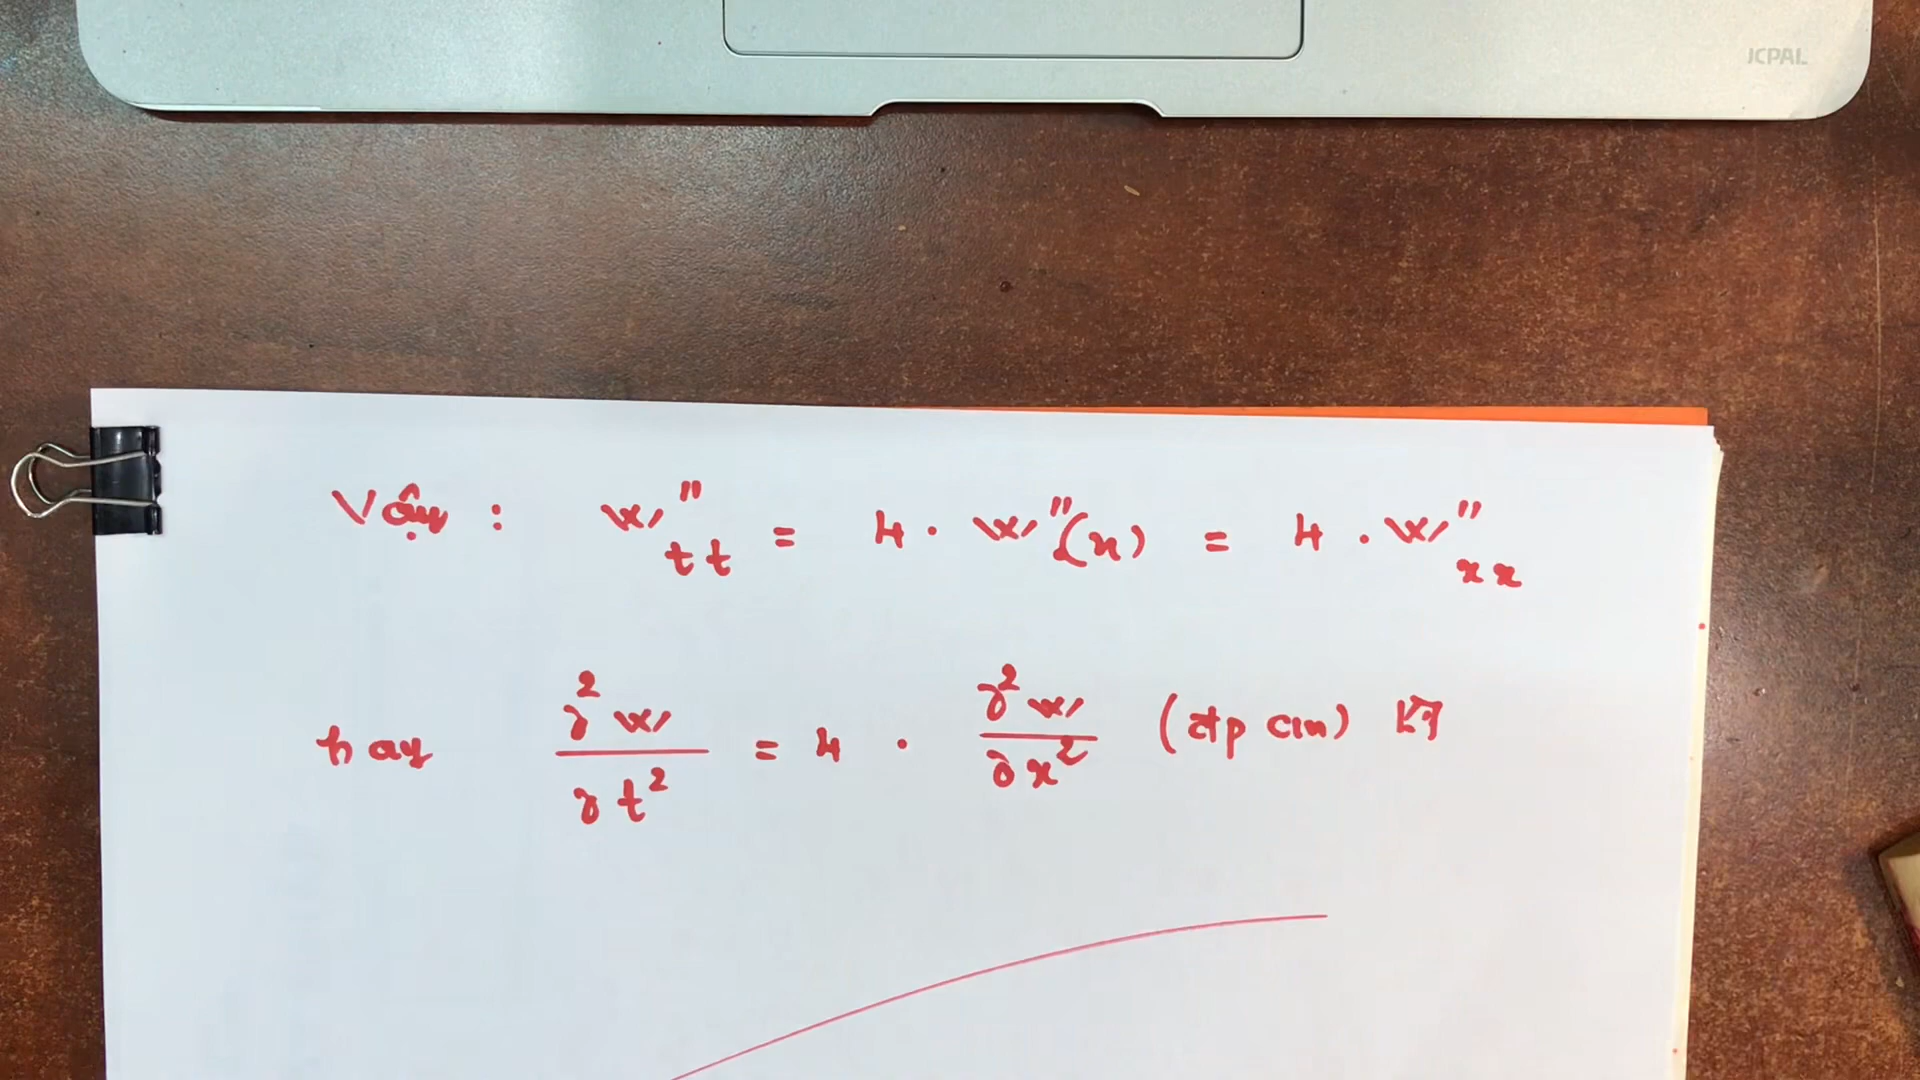 JCPAL
Vậy : w''tt = 4 . w''(x) = 4 . w''xx
hay ∂²w/∂t² = 4 . ∂²w/∂x² (đpcm)